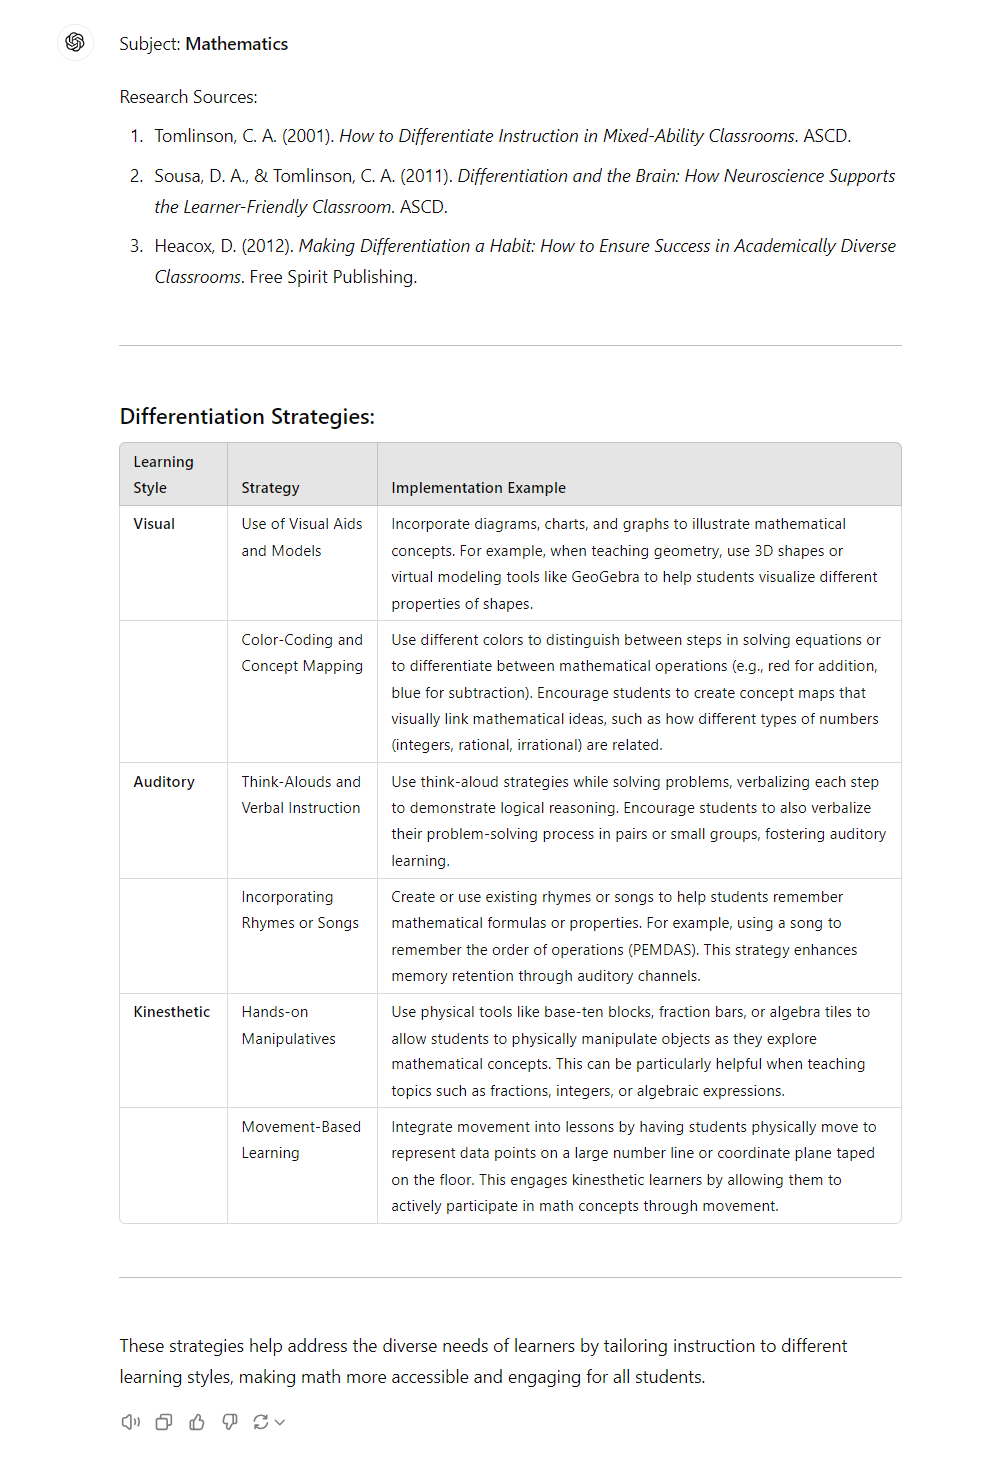 Subject: Mathematics
Research Sources:
1. Tomlinson, C. A. (2001). How to Differentiate Instruction in Mixed-Ability Classrooms. ASCD.
2. Sousa, D. A., & Tomlinson, C. A. (2011). Differentiation and the Brain: How Neuroscience Supports
the Learner-Friendly Classroom. ASCD.
3. Heacox, D. (2012). Making Differentiation a Habit: How to Ensure Success in Academically Diverse
Classrooms. Free Spirit Publishing.
Differentiation Strategies:
Learning
Style
Strategy
Implementation Example
Visual
Use of Visual Aids
and Models
Incorporate diagrams, charts, and graphs to illustrate mathematical
concepts. For example, when teaching geometry, use 3D shapes or
virtual modeling tools like GeoGebra to help students visualize different
properties of shapes.
Color-Coding and
Concept Mapping
Use different colors to distinguish between steps in solving equations or
to differentiate between mathematical operations (e.g., red for addition,
blue for subtraction). Encourage students to create concept maps that
visually link mathematical ideas, such as how different types of numbers
(integers, rational, irrational) are related.
Auditory
Think-Alouds and
Verbal Instruction
Use think-aloud strategies while solving problems, verbalizing each step
to demonstrate logical reasoning. Encourage students to also verbalize
their problem-solving process in pairs or small groups, fostering auditory
learning.
Incorporating
Rhymes or Songs
Create or use existing rhymes or songs to help students remember
mathematical formulas or properties. For example, using a song to
remember the order of operations (PEMDAS). This strategy enhances
memory retention through auditory channels.
Kinesthetic
Hands-on
Manipulatives
Use physical tools like base-ten blocks, fraction bars, or algebra tiles to
allow students to physically manipulate objects as they explore
mathematical concepts. This can be particularly helpful when teaching
topics such as fractions, integers, or algebraic expressions.
Movement-Based
Learning
Integrate movement into lessons by having students physically move to
represent data points on a large number line or coordinate plane taped
on the floor. This engages kinesthetic learners by allowing them to
actively participate in math concepts through movement.
These strategies help address the diverse needs of learners by tailoring instruction to different
learning styles, making math more accessible and engaging for all students.